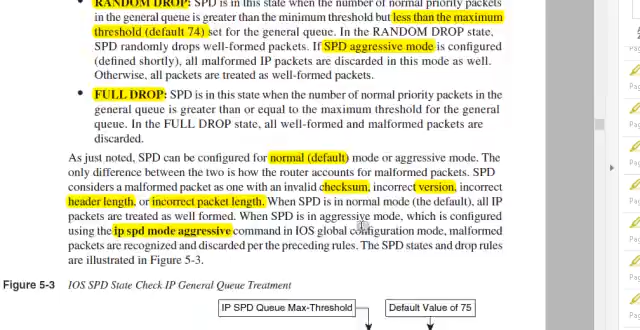 RANDOM DROP: SPD is in this state when the number of normal priority packets
in the general queue is greater than the minimum threshold but less than the maximum
threshold (default 74) set for the general queue. In the RANDOM DROP state,
SPD randomly drops well-formed packets. If SPD aggressive mode is configured
(defined shortly), all malformed IP packets are discarded in this mode as well.
Otherwise, all packets are treated as well-formed packets.
• FULL DROP: SPD is in this state when the number of normal priority packets in the
general queue is greater than or equal to the maximum threshold for the general
queue. In the FULL DROP state, all well-formed and malformed packets are
discarded.
As just noted, SPD can be configured for normal (default) mode or aggressive mode. The
only difference between the two is how the router accounts for malformed packets. SPD
considers a malformed packet as one with an invalid checksum, incorrect version, incorrect
header length, or incorrect packet length. When SPD is in normal mode (the default), all IP
packets are treated as well formed. When SPD is in aggressive mode, which is configured
using the ip spd mode aggressive command in IOS global configuration mode, malformed
packets are recognized and discarded per the preceding rules. The SPD states and drop rules
are illustrated in Figure 5-3.
Figure 5-3 IOS SPD State Check IP General Queue Treatment
IP SPD Queue Max-Threshold
Default Value of 75
Pag
Pag
Pag
Pag
Pag
Pag